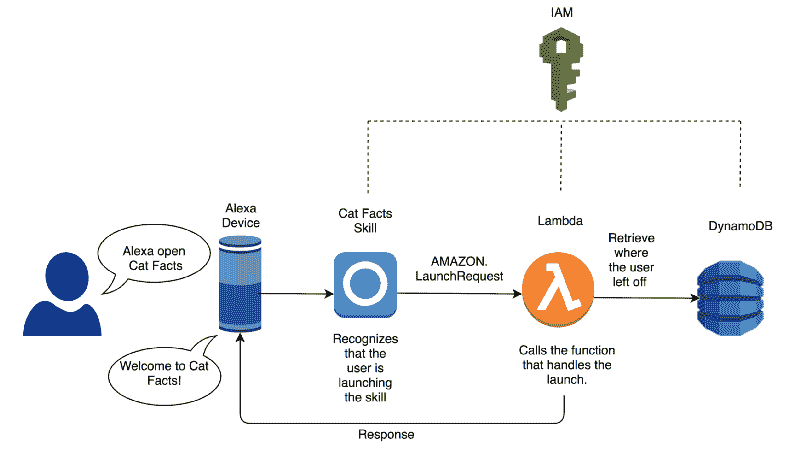 IAM
Alexa
Device
Cat Facts
Skill
Lambda
DynamoDB
Alexa open
Cat Facts
AMAZON.
LaunchRequest
Retrieve
where
the user
left off
Welcome to Cat
Facts!
Recognizes
that the
user is
launching
the skill
Calls the function
that handles the
launch.
Response